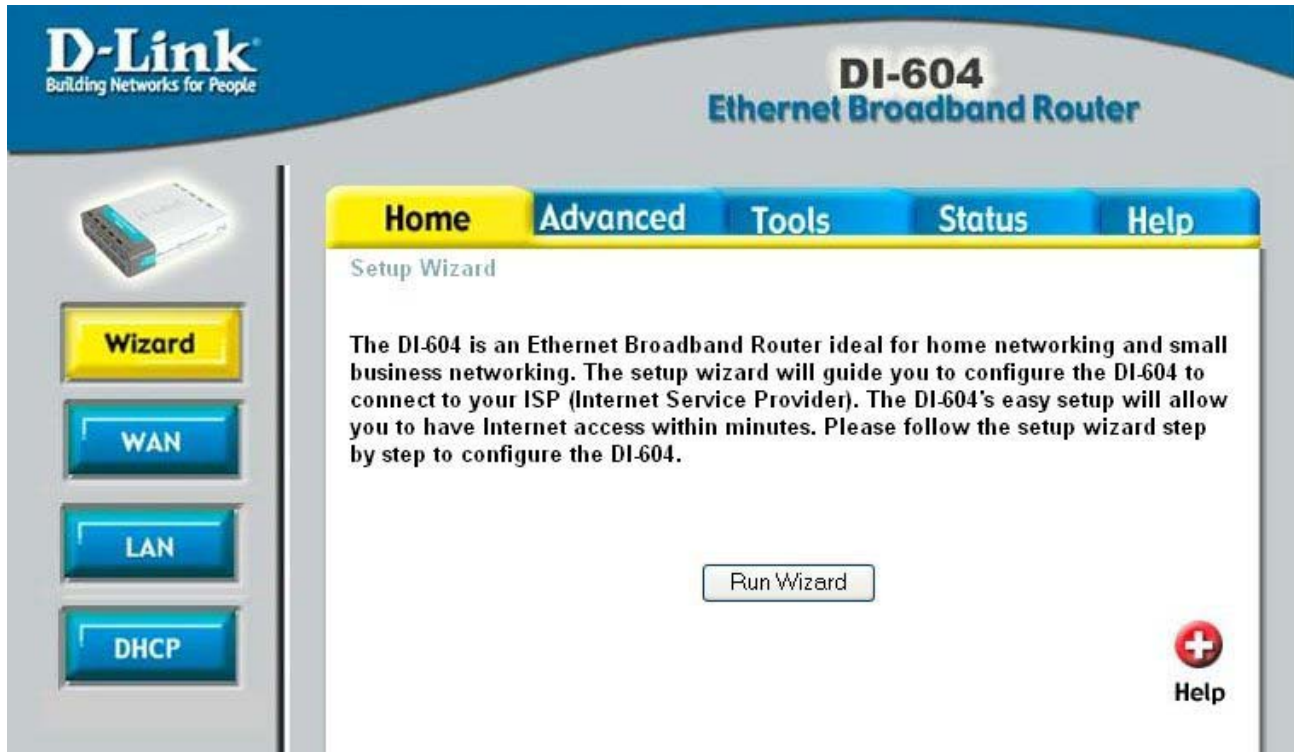 D-Link
Building Networks for People
DI-604
Ethernet Broadband Router
Home
Advanced
Tools
Status
Help
Setup Wizard
Wizard
WAN
LAN
DHCP
The DI-604 is an Ethernet Broadband Router ideal for home networking and small
business networking. The setup wizard will guide you to configure the DI-604 to
connect to your ISP (Internet Service Provider). The DI-604's easy setup will allow
you to have Internet access within minutes. Please follow the setup wizard step
by step to configure the DI-604.
Run Wizard
Help